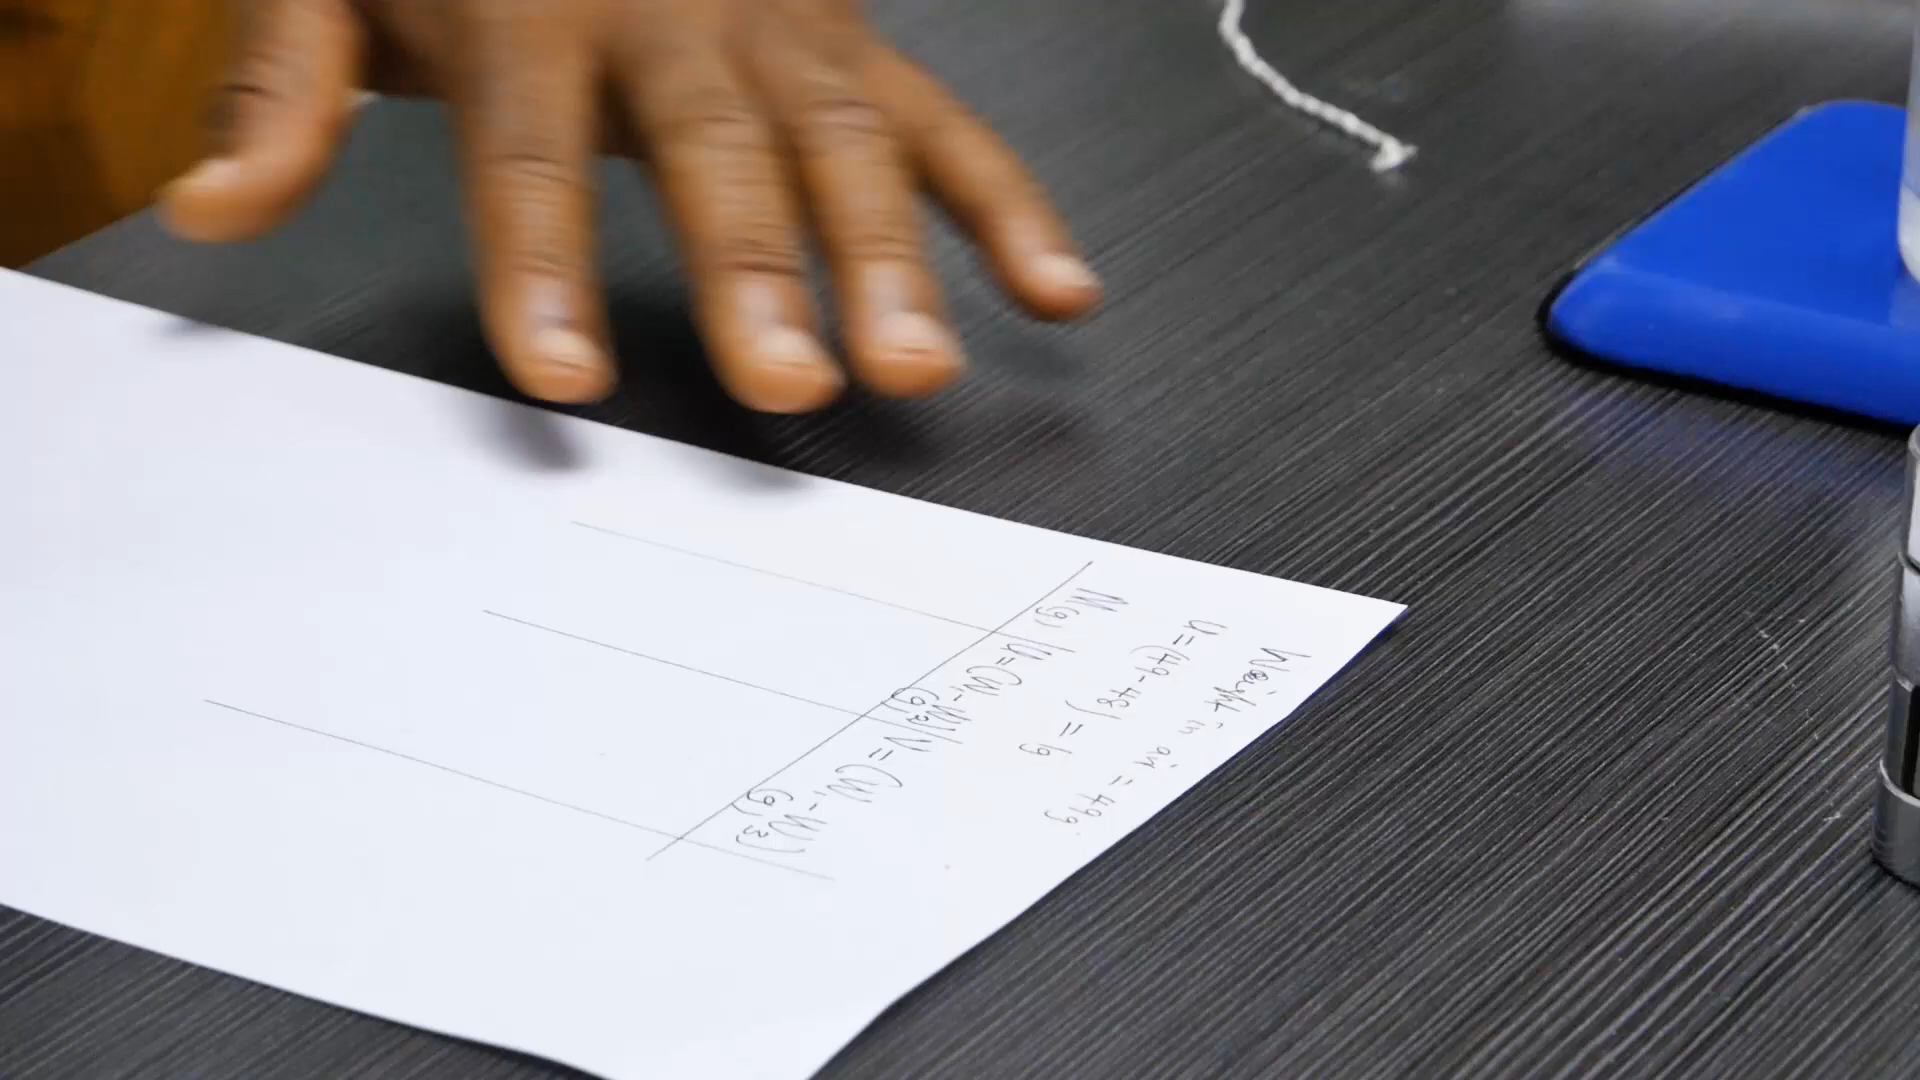 Weight in air = 49g
U = (49 - 48) = 1g
M(g) | U = (W₁ - W₂) | V = (W₁ - W₃) |
(g) (g)